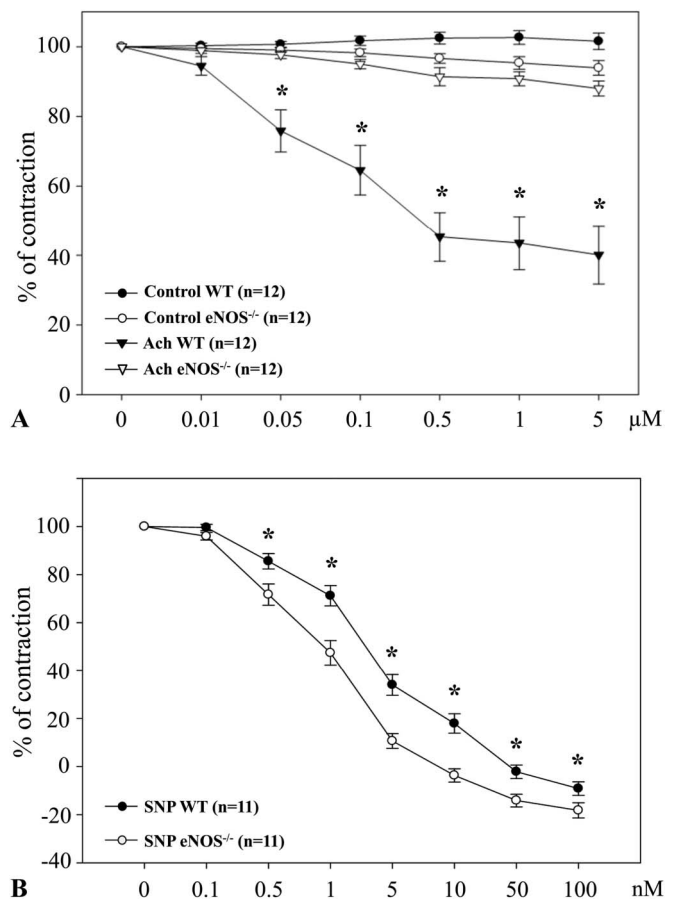 100
80
60
40
20
0
% of contraction
*
*
*
*
*
Control WT (n=12)
Control eNOS-/- (n=12)
Ach WT (n=12)
Ach eNOS-/- (n=12)
A
0 0.01 0.05 0.1 0.5 1 5 µM
100
80
60
40
20
0
-20
-40
% of contraction
*
*
*
*
*
*
SNP WT (n=11)
SNP eNOS-/- (n=11)
B
0 0.1 0.5 1 5 10 50 100 nM